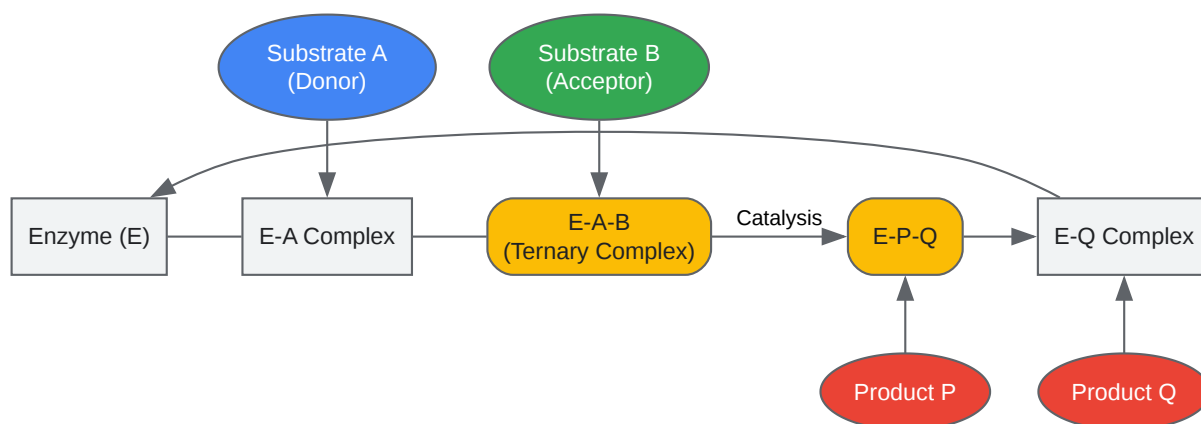 Substrate A
(Donor)
Substrate B
(Acceptor)
Enzyme (E)
E-A Complex
E-A-B
(Ternary Complex)
Catalysis
E-P-Q
E-Q Complex
Product P
Product Q